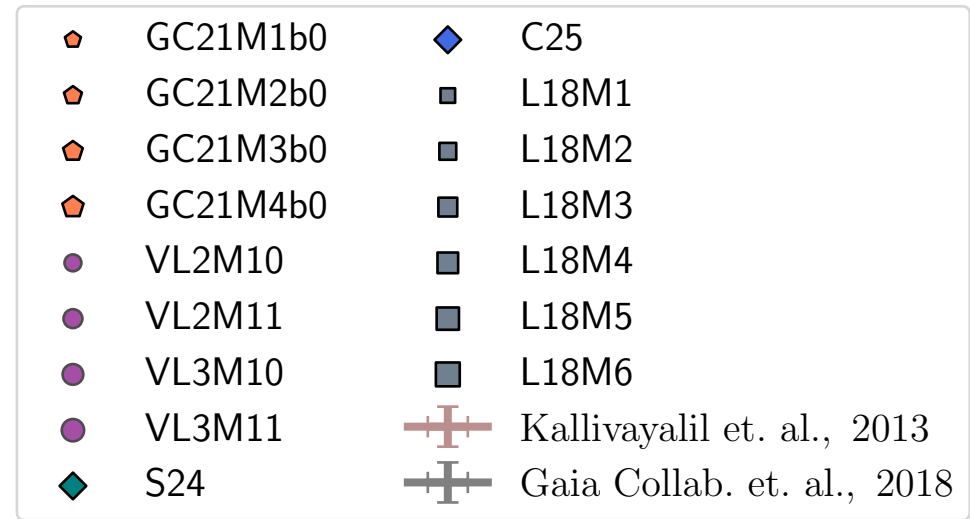 GC21M1b0
GC21M2b0
GC21M3b0
GC21M4b0
VL2M10
VL2M11
VL3M10
VL3M11
S24
C25
L18M1
L18M2
L18M3
L18M4
L18M5
L18M6
Kallivayalil et. al., 2013
Gaia Collab. et. al., 2018